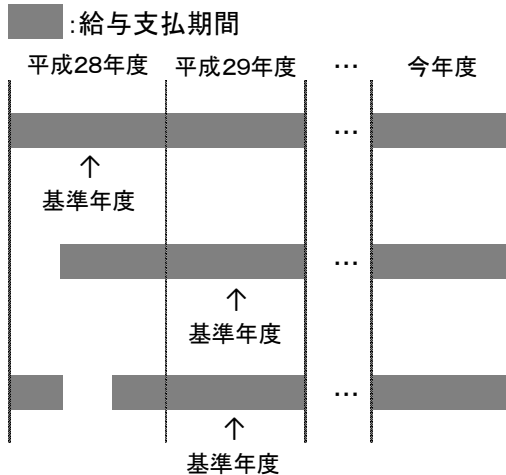 :給与支払期間
平成28年度 平成29年度 … 今年度
…
↑
基準年度
…
↑
基準年度
…
↑
基準年度